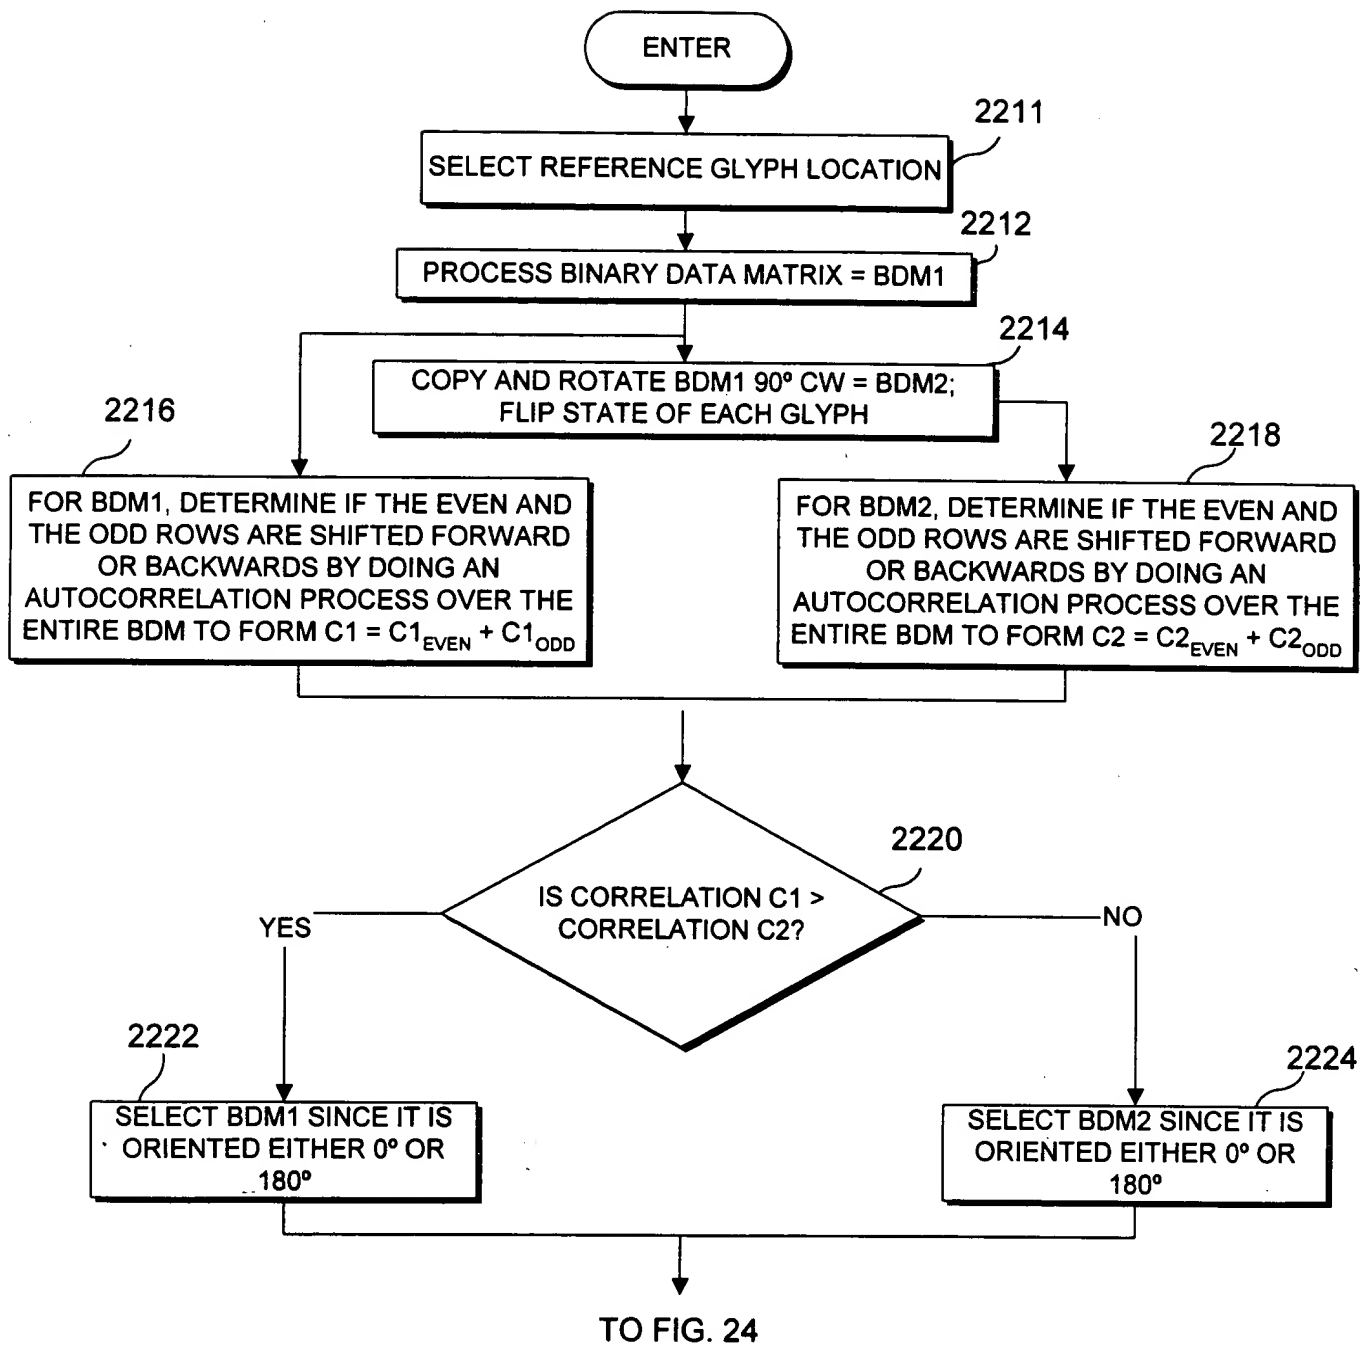 ENTER
2211
SELECT REFERENCE GLYPH LOCATION
2212
PROCESS BINARY DATA MATRIX = BDM1
2214
COPY AND ROTATE BDM1 90º CW = BDM2;
FLIP STATE OF EACH GLYPH
2216
FOR BDM1, DETERMINE IF THE EVEN AND
THE ODD ROWS ARE SHIFTED FORWARD
OR BACKWARDS BY DOING AN
AUTOCORRELATION PROCESS OVER THE
ENTIRE BDM TO FORM C1 = C1EVEN + C1ODD
2218
FOR BDM2, DETERMINE IF THE EVEN AND
THE ODD ROWS ARE SHIFTED FORWARD
OR BACKWARDS BY DOING AN
AUTOCORRELATION PROCESS OVER THE
ENTIRE BDM TO FORM C2 = C2EVEN + C2ODD
2220
IS CORRELATION C1 >
CORRELATION C2?
YES
NO
2222
SELECT BDM1 SINCE IT IS
ORIENTED EITHER 0º OR
180º
2224
SELECT BDM2 SINCE IT IS
ORIENTED EITHER 0º OR
180º
TO FIG. 24